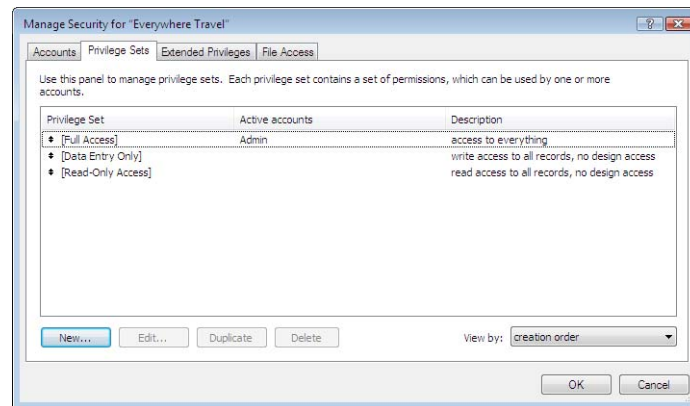 Manage Security for "Everywhere Travel"
Accounts Privilege Sets Extended Privileges File Access
Use this panel to manage privilege sets. Each privilege set contains a set of permissions, which can be used by one or more
accounts.
Privilege Set Active accounts Description
[Full Access] Admin access to everything
[Data Entry Only] write access to all records, no design access
[Read-Only Access] read access to all records, no design access
New... Edit... Duplicate Delete View by: creation order
OK Cancel